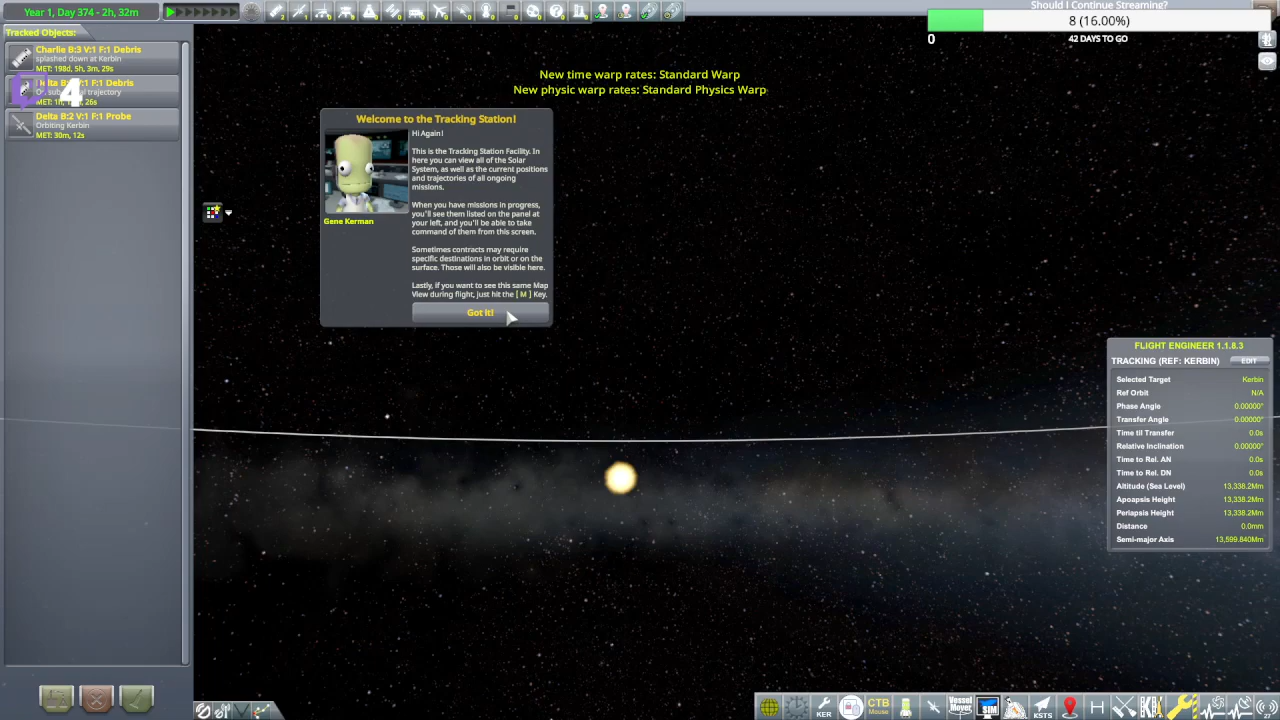 Year 1, Day 374 - 2h, 32m
Should I Continue Streaming?
8 (16.00%)
0
42 DAYS TO GO
Tracked Objects:
Charlie B:3 V:1 F:1 Debris
splashed down at Kerbin
MET: 198d, 5h, 3m, 29s
4
Delta B:2 V:1 F:1 Probe
Orbiting Kerbin
MET: 30m, 12s
New time warp rates: Standard Warp
New physic warp rates: Standard Physics Warp
Welcome to the Tracking Station!
Gene Kerman
Hi Again!
This is the Tracking Station Facility. In
here you can view all of the Solar
System, as well as the current positions
and trajectories of all ongoing
missions.
When you have missions in progress,
you'll see them listed on the panel at
your left, and you'll be able to take
command of them from this screen.
Sometimes contracts may require
specific destinations in orbit or on the
surface. Those will also be visible here.
Lastly, if you want to see this same Map
View during flight, just hit the [ M ] Key.
Got it!
FLIGHT ENGINEER 1.1.8.3
TRACKING (REF: KERBIN) EDIT
Selected Target Kerbin
Ref Orbit N/A
Phase Angle 0.00000°
Transfer Angle 0.00000°
Time til Transfer 0.0s
Relative Inclination 0.00000°
Time to Rel. AN 0.0s
Time to Rel. DN 0.0s
Altitude (Sea Level) 13,338.2Mm
Apoapsis Height 13,338.2Mm
Periapsis Height 13,338.2Mm
Distance 0.0mm
Semi-major Axis 13,599.840Mm
KER
CTB
Mouse
Vessel
Mover
SIM
KSTS